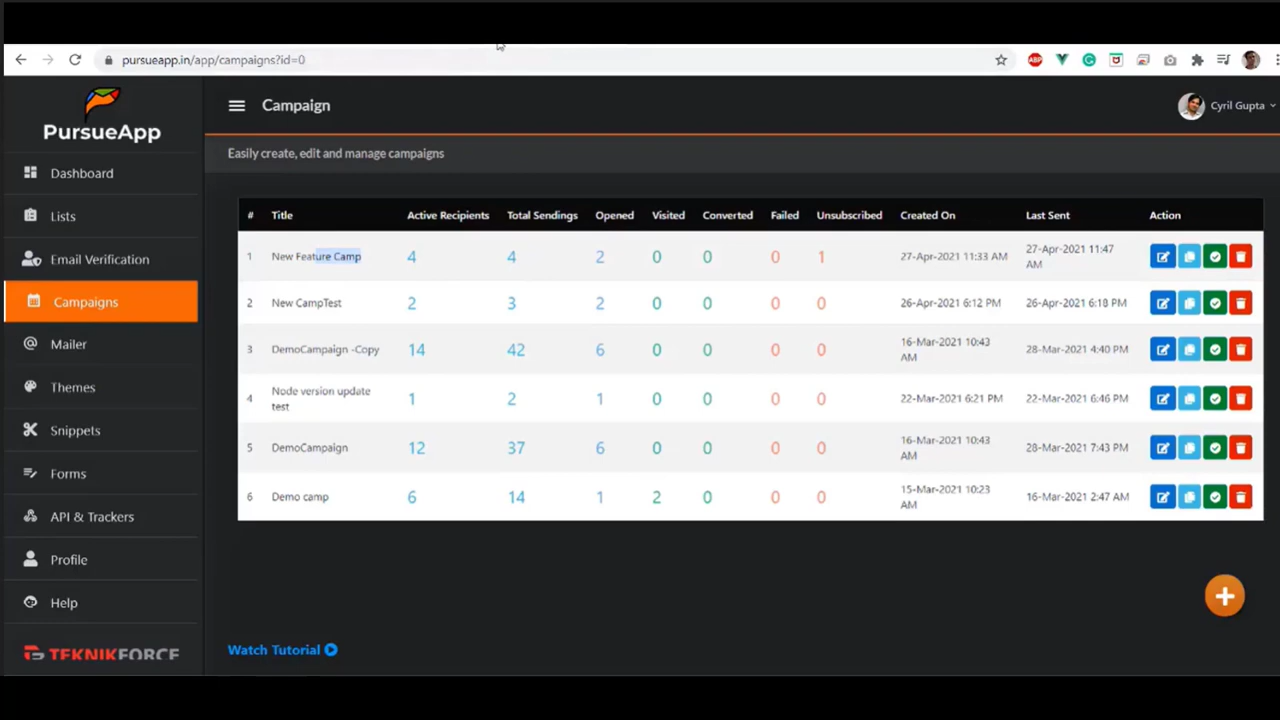 pursueapp.in/app/campaigns?id=0
ABP
PursueApp
Campaign
Cyril Gupta
Easily create, edit and manage campaigns
Dashboard
Lists
Email Verification
Campaigns
Mailer
Themes
Snippets
Forms
API & Trackers
Profile
Help
TEKNIKFORCE
# Title Active Recipients Total Sendings Opened Visited Converted Failed Unsubscribed Created On Last Sent Action
1 New Feature Camp 4 4 2 0 0 0 1 27-Apr-2021 11:33 AM 27-Apr-2021 11:47
AM
2 New CampTest 2 3 2 0 0 0 0 26-Apr-2021 6:12 PM 26-Apr-2021 6:18 PM
3 DemoCampaign -Copy 14 42 6 0 0 0 0 16-Mar-2021 10:43 28-Mar-2021 4:40 PM
AM
4 Node version update 1 2 1 0 0 0 0 22-Mar-2021 6:21 PM 22-Mar-2021 6:46 PM
test
5 DemoCampaign 12 37 6 0 0 0 0 16-Mar-2021 10:43 28-Mar-2021 7:43 PM
AM
6 Demo camp 6 14 1 2 0 0 0 15-Mar-2021 10:23 16-Mar-2021 2:47 AM
AM
Watch Tutorial